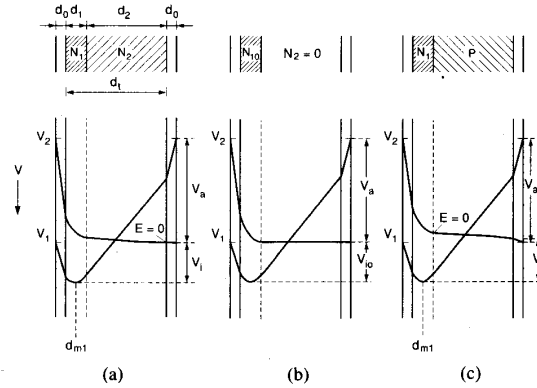 d₀ d₁ d₂ d₀
N₁ N₂
dₜ
N₁₀ N₂ = 0
N₁ P
V
V₂
V₁
E = 0
Vₐ
Vᵢ
dₘ₁
(a)
V₂
V₁
Vₐ
Vᵢₒ
(b)
V₂
V₁
E = 0
Vₐ
dₘ₁
(c)